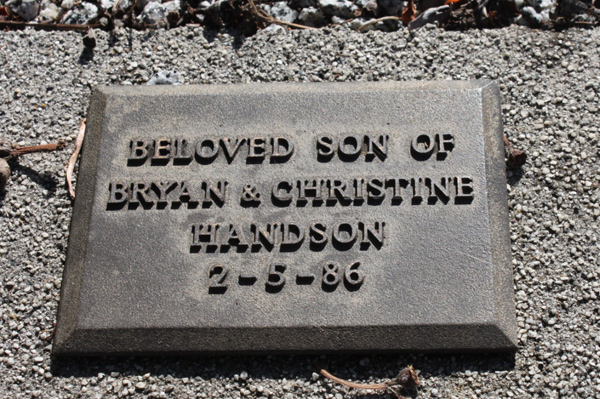 BELOVED SON OF
BRYAN & CHRISTINE
HANDSON
2-5-86